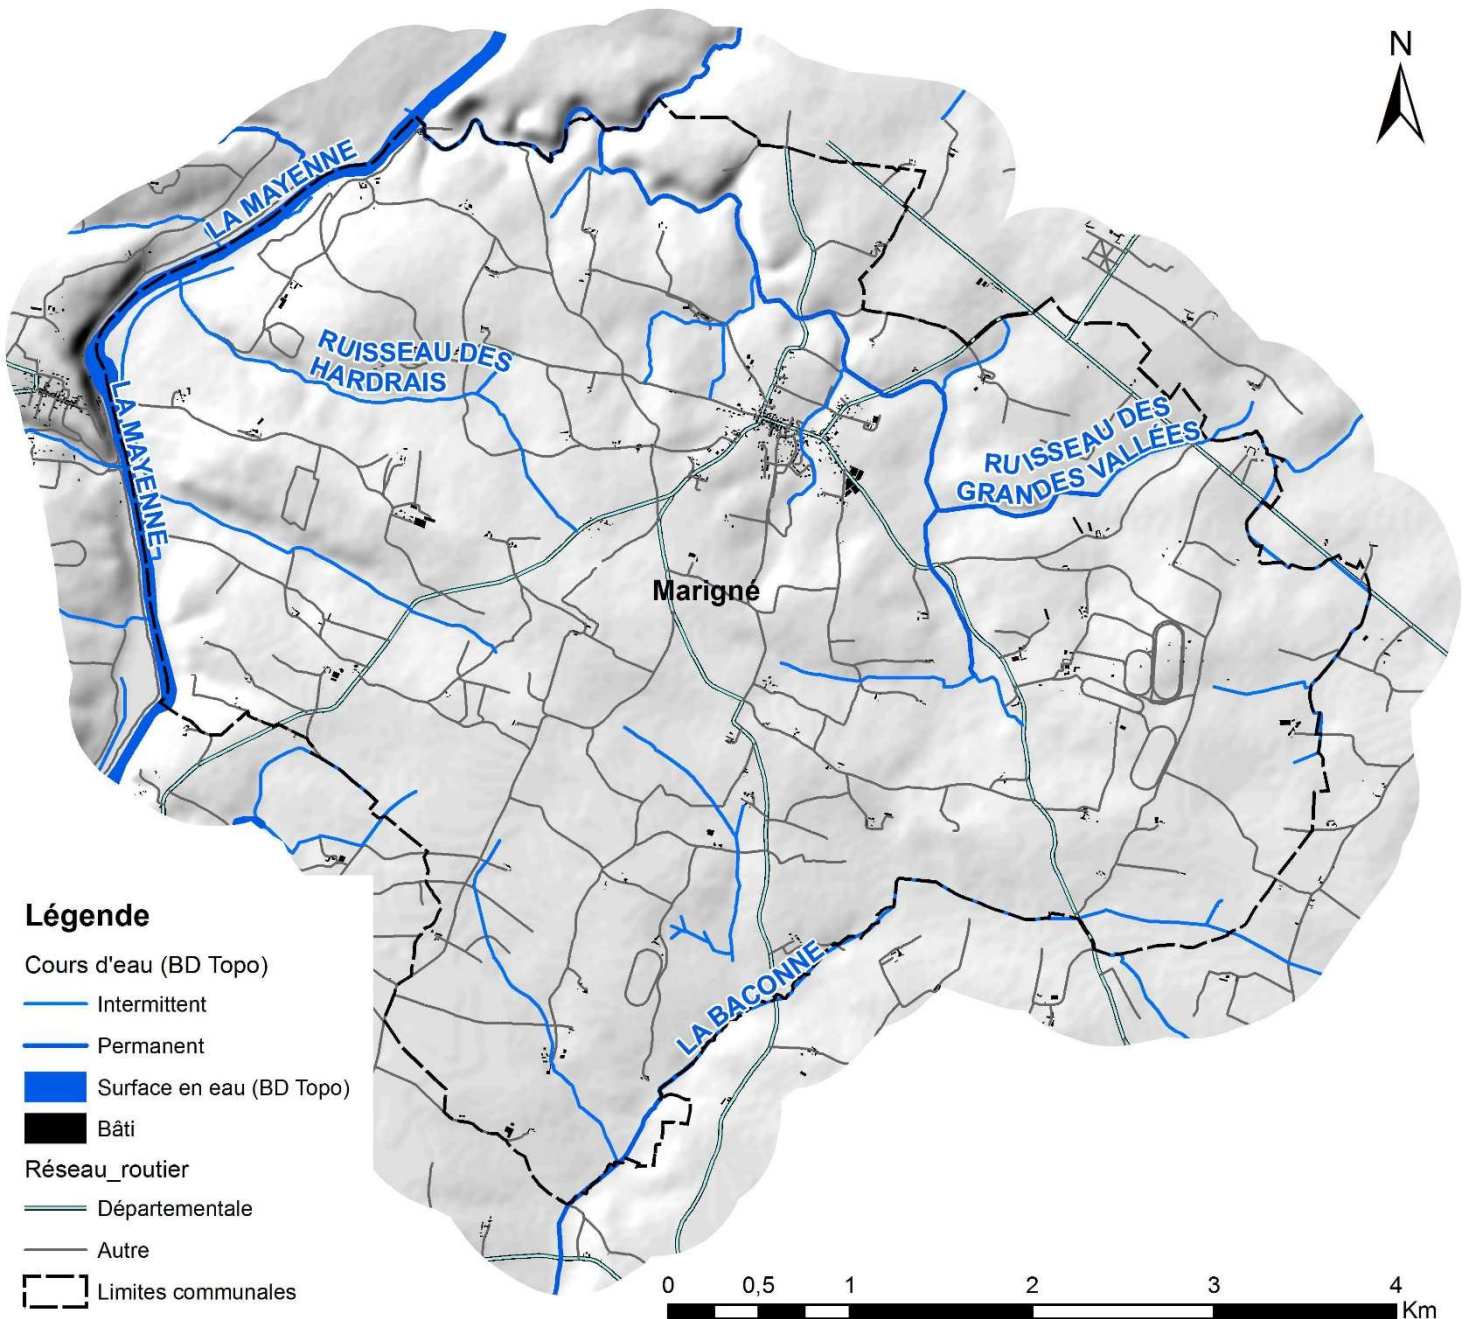 N
LA MAYENNE
RUISSEAU DES
HARDRAIS
LA MAYENNE
RUISSEAU DES
GRANDES VALLÉES
Marigné
LA BACONNE
Légende
Cours d'eau (BD Topo)
Intermittent
Permanent
Surface en eau (BD Topo)
Bâti
Réseau_routier
Départementale
Autre
Limites communales
0 0,5 1 2 3 4
Km